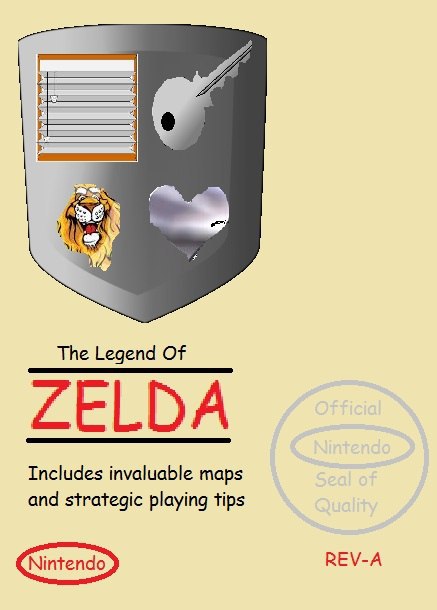 The Legend Of
ZELDA
Includes invaluable maps
and strategic playing tips
Official
Nintendo
Seal of
Quality
Nintendo
REV-A